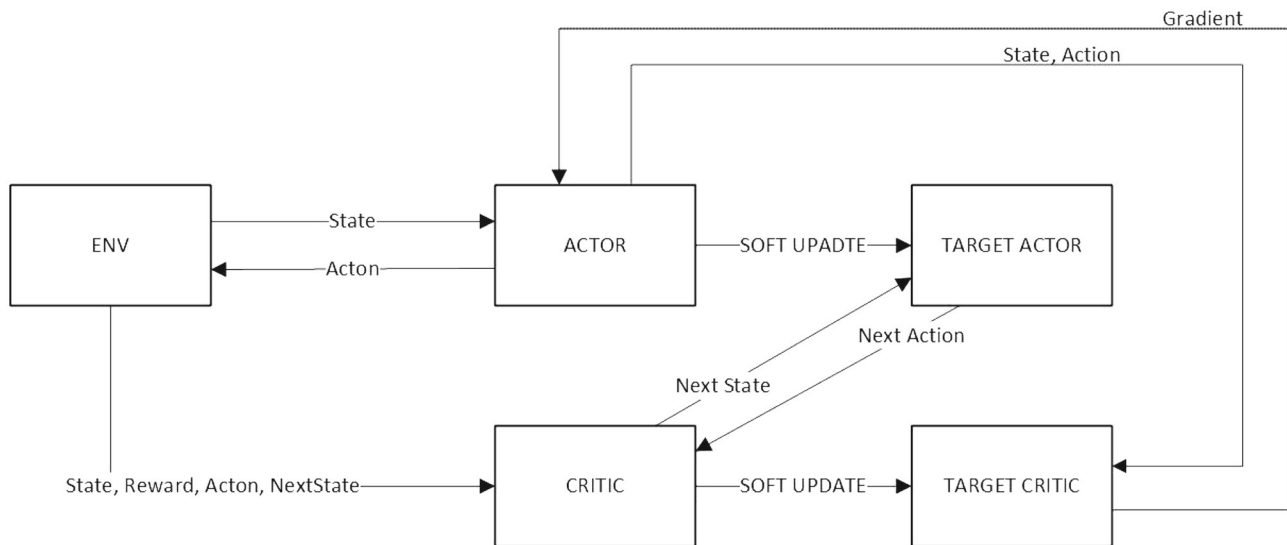 Gradient
State, Action
ENV
State
Acton
ACTOR
SOFT UPADTE
TARGET ACTOR
Next Action
Next State
State, Reward, Acton, NextState
CRITIC
SOFT UPDATE
TARGET CRITIC